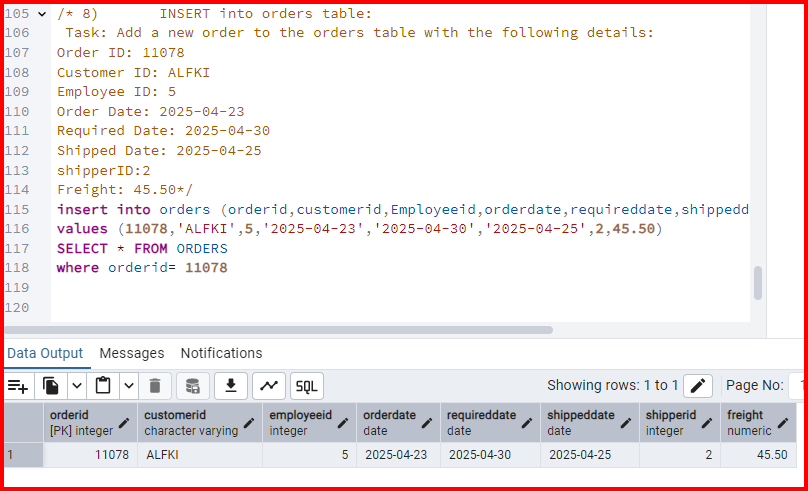 105 /* 8) INSERT into orders table:
106 Task: Add a new order to the orders table with the following details:
107 Order ID: 11078
108 Customer ID: ALFKI
109 Employee ID: 5
110 Order Date: 2025-04-23
111 Required Date: 2025-04-30
112 Shipped Date: 2025-04-25
113 shipperID:2
114 Freight: 45.50*/
115 insert into orders (orderid,customerid,Employeeid,orderdate,requireddate,shippedd
116 values (11078,'ALFKI',5,'2025-04-23','2025-04-30','2025-04-25',2,45.50)
117 SELECT * FROM ORDERS
118 where orderid= 11078
119
120
Data Output Messages Notifications
SQL Showing rows: 1 to 1 Page No: 1
orderid customerid employeeid orderdate requireddate shippeddate shipperid freight
[PK] integer character varying integer date date date integer numeric
1 11078 ALFKI 5 2025-04-23 2025-04-30 2025-04-25 2 45.50